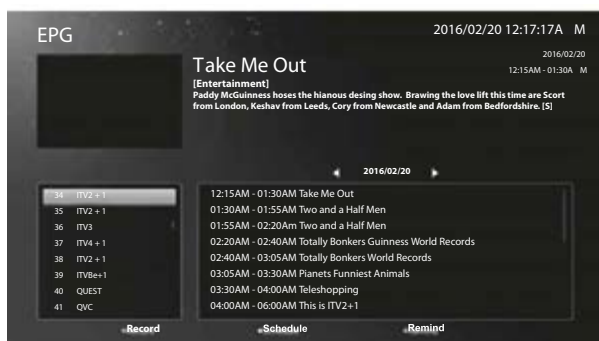 EPG
2016/02/20 12:17:17A M
2016/02/20
Take Me Out
12:15AM - 01:30A M
[Entertainment]
Paddy McGuinness hoses the hianous desing show. Brawing the love lift this time are Scort
from London, Keshav from Leeds, Cory from Newcastle and Adam from Bedfordshire. [S]
2016/02/20
34 ITV2 + 1
35 ITV2 + 1
36 ITV3
37 ITV4 + 1
38 ITV2 + 1
39 ITVBe+1
40 QUEST
41 QVC
12:15AM - 01:30AM Take Me Out
01:30AM - 01:55AM Two and a Half Men
01:55AM - 02:20Am Two and a Half Men
02:20AM - 02:40AM Totally Bonkers Guinness World Records
02:40AM - 03:05AM Totally Bonkers World Records
03:05AM - 03:30AM Pianets Funniest Animals
03:30AM - 04:00AM Teleshopping
04:00AM - 06:00AM This is ITV2+1
Record Schedule Remind